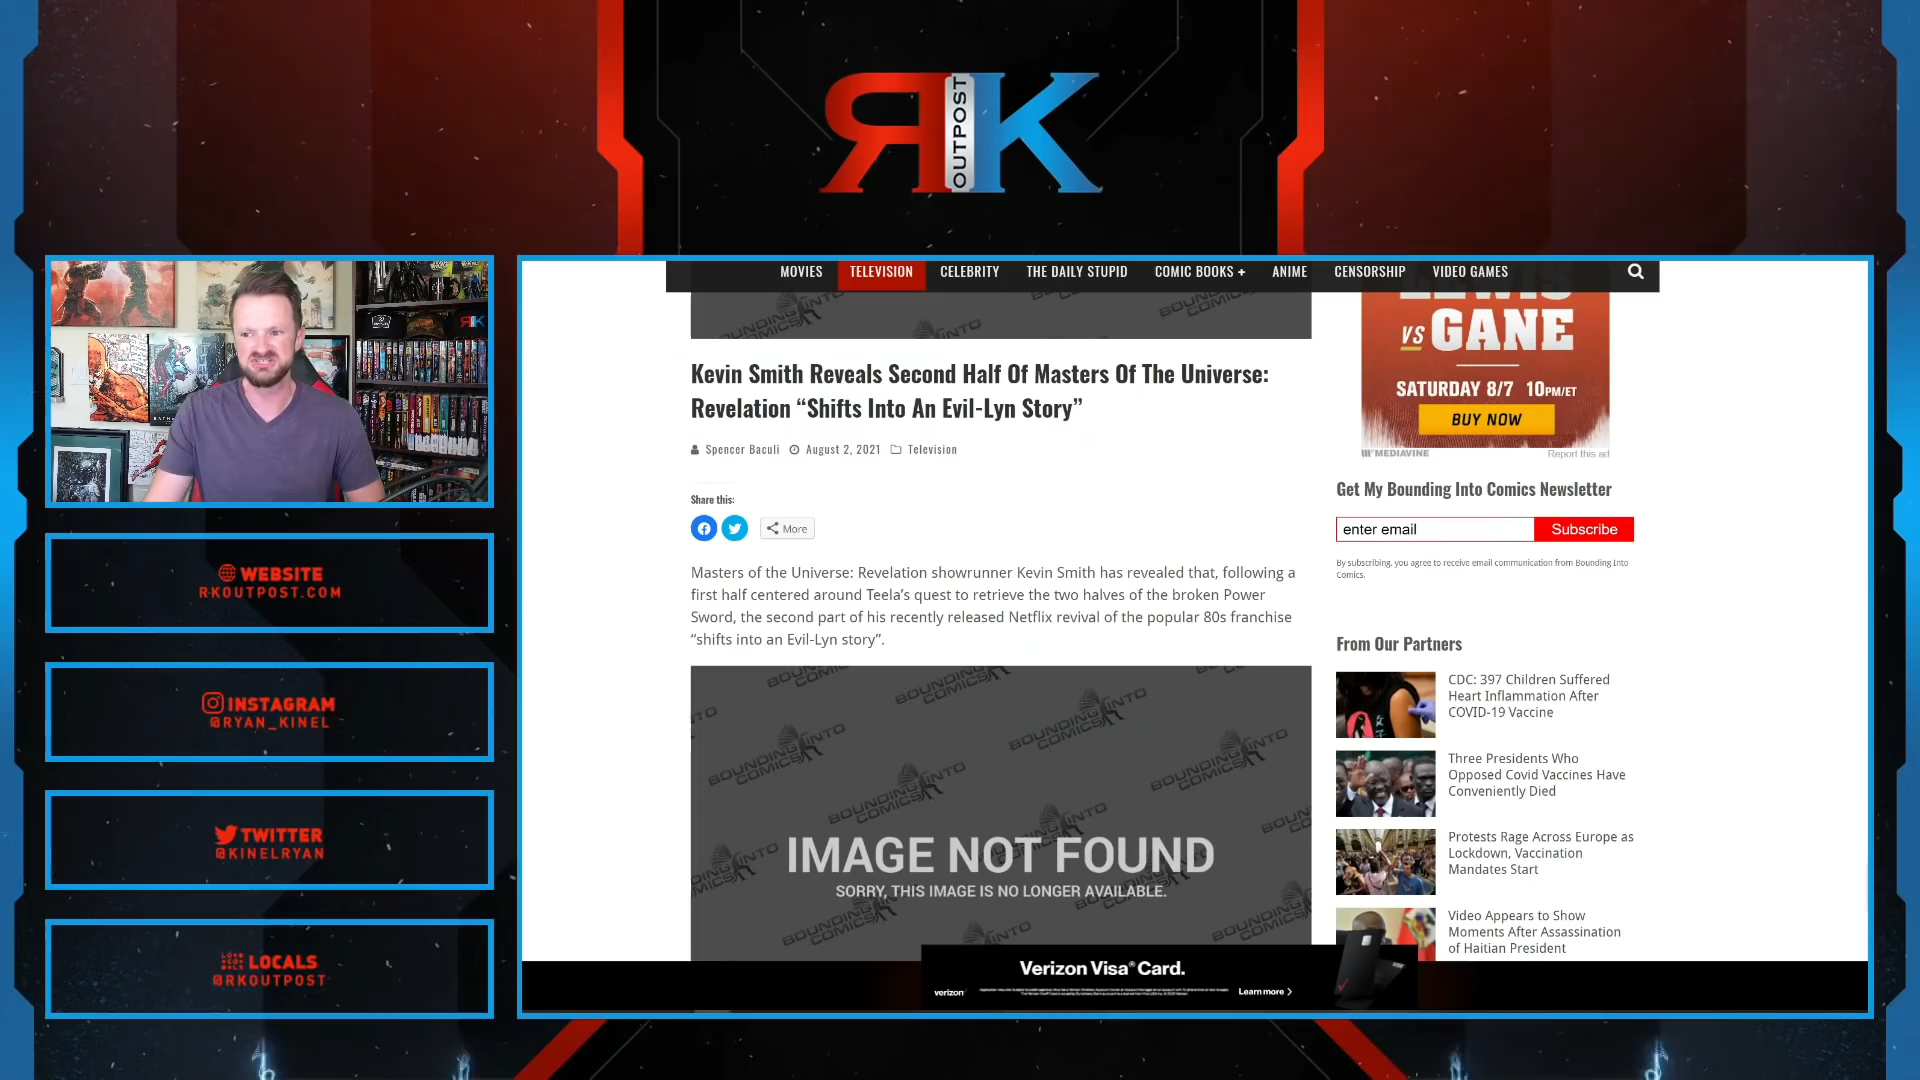 RK
OUTPOST
MOVIES TELEVISION CELEBRITY THE DAILY STUPID COMIC BOOKS + ANIME CENSORSHIP VIDEO GAMES
LEWIS
VS GANE
SATURDAY 8/7 10PM/ET
BUY NOW
MEDIAVINE
Report this ad
Kevin Smith Reveals Second Half Of Masters Of The Universe:
Revelation “Shifts Into An Evil-Lyn Story”
Spencer Baculi August 2, 2021 Television
Share this:
More
Masters of the Universe: Revelation showrunner Kevin Smith has revealed that, following a
first half centered around Teela’s quest to retrieve the two halves of the broken Power
Sword, the second part of his recently released Netflix revival of the popular 80s franchise
“shifts into an Evil-Lyn story”.
BOUNDING INTO COMICS
IMAGE NOT FOUND
SORRY, THIS IMAGE IS NO LONGER AVAILABLE.
Get My Bounding Into Comics Newsletter
enter email Subscribe
By subscribing, you agree to receive email communication from Bounding Into
Comics.
From Our Partners
CDC: 397 Children Suffered
Heart Inflammation After
COVID-19 Vaccine
Three Presidents Who
Opposed Covid Vaccines Have
Conveniently Died
Protests Rage Across Europe as
Lockdown, Vaccination
Mandates Start
Video Appears to Show
Moments After Assassination
of Haitian President
Verizon Visa® Card.
verizon
Learn more
WEBSITE
RKOUTPOST.COM
INSTAGRAM
@RYAN_KINEL
TWITTER
@KINELRYAN
LOCALS
@RKOUTPOST